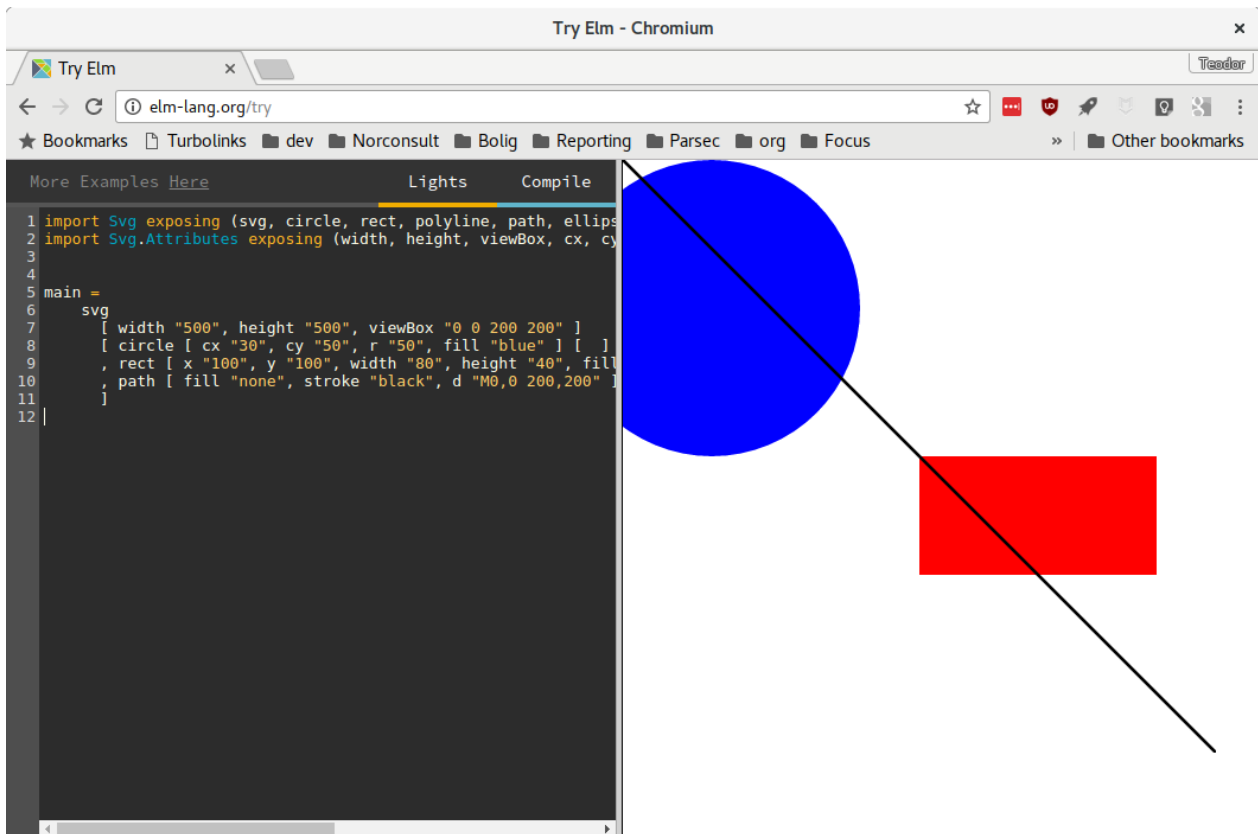 Try Elm - Chromium
Try Elm
Teodor
elm-lang.org/try
Bookmarks Turbolinks dev Norconsult Bolig Reporting Parsec org Focus » Other bookmarks
More Examples Here Lights Compile
1 import Svg exposing (svg, circle, rect, polyline, path, ellips
2 import Svg.Attributes exposing (width, height, viewBox, cx, cy
3
4
5 main =
6     svg
7       [ width "500", height "500", viewBox "0 0 200 200" ]
8       [ circle [ cx "30", cy "50", r "50", fill "blue" ] [  ]
9       , rect [ x "100", y "100", width "80", height "40", fill
10       , path [ fill "none", stroke "black", d "M0,0 200,200" ]
11       ]
12